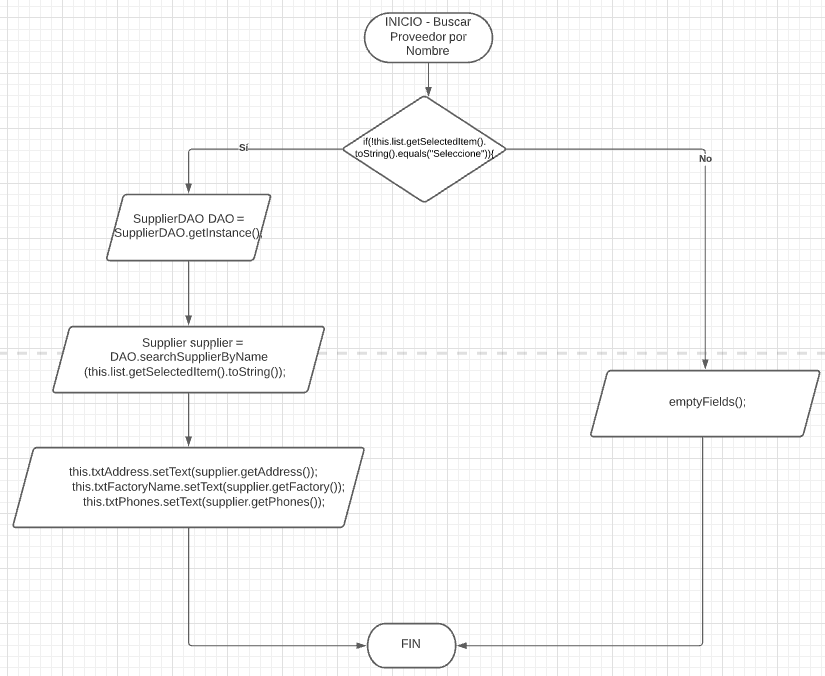 INICIO - Buscar
Proveedor por
Nombre
if(!this.list.getSelectedItem().
toString().equals("Seleccione")){
Sí
No
SupplierDAO DAO =
SupplierDAO.getInstance();
Supplier supplier =
DAO.searchSupplierByName
(this.list.getSelectedItem().toString());
emptyFields();
this.txtAddress.setText(supplier.getAddress());
this.txtFactoryName.setText(supplier.getFactory());
this.txtPhones.setText(supplier.getPhones());
FIN